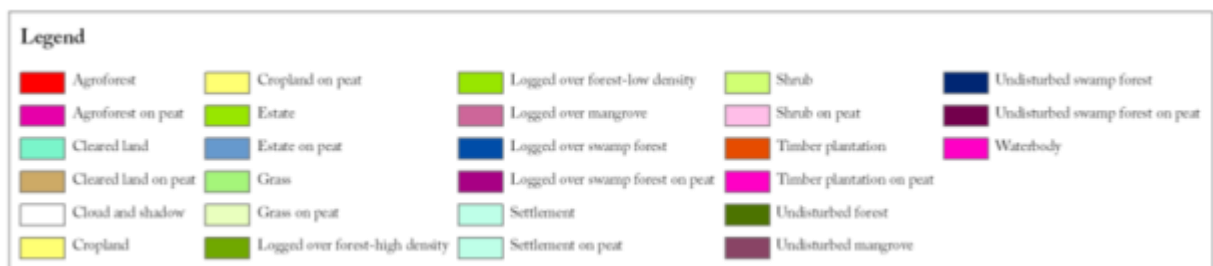 Legend
Agroforest
Agroforest on peat
Cleared land
Cleared land on peat
Cloud and shadow
Cropland
Cropland on peat
Estate
Estate on peat
Grass
Grass on peat
Logged over forest-high density
Logged over forest-low density
Logged over mangrove
Logged over swamp forest
Logged over swamp forest on peat
Settlement
Settlement on peat
Shrub
Shrub on peat
Timber plantation
Timber plantation on peat
Undisturbed forest
Undisturbed mangrove
Undisturbed swamp forest
Undisturbed swamp forest on peat
Waterbody